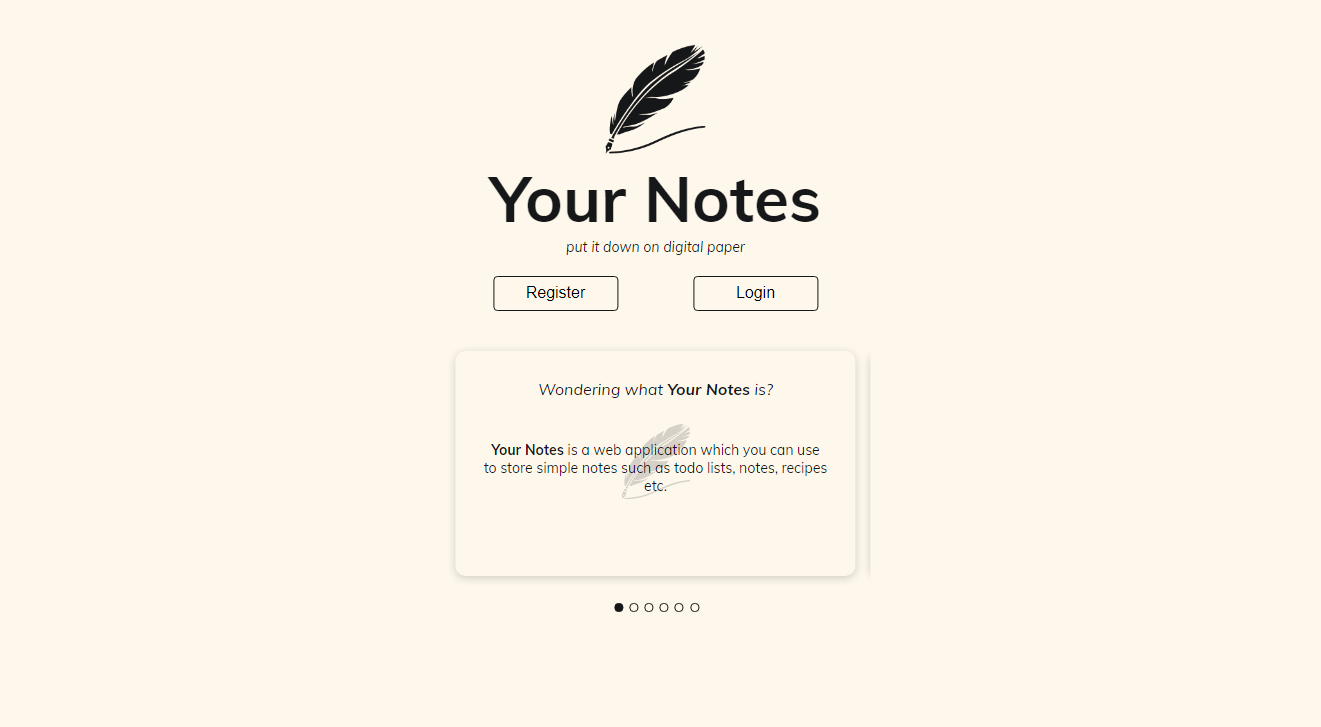 Your Notes
put it down on digital paper
Register
Login
Wondering what Your Notes is?
Your Notes is a web application which you can use
to store simple notes such as todo lists, notes, recipes
etc.